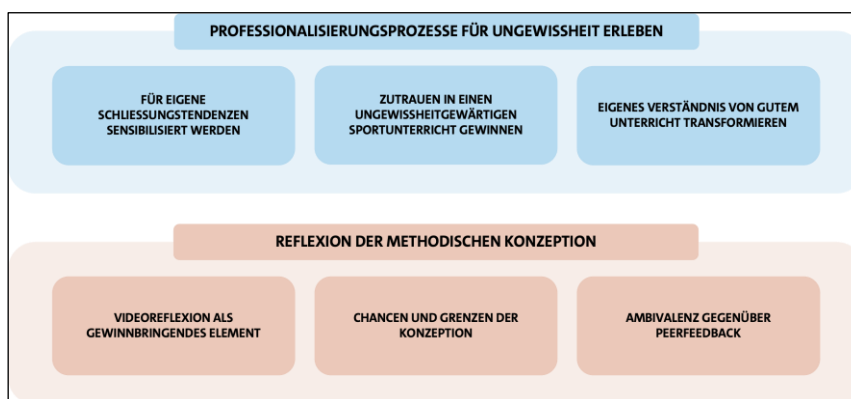 PROFESSIONALISIERUNGSPROZESSE FÜR UNGEWISSHEIT ERLEBEN
FÜR EIGENE
SCHLIESSUNGSTENDENZEN
SENSIBILISIERT WERDEN
ZUTRAUEN IN EINEN
UNGEWISSHEITGEWÄRTIGEN
SPORTUNTERRICHT GEWINNEN
EIGENES VERSTÄNDNIS VON GUTEM
UNTERRICHT TRANSFORMIEREN
REFLEXION DER METHODISCHEN KONZEPTION
VIDEOREFLEXION ALS
GEWINNBRINGENDES ELEMENT
CHANCEN UND GRENZEN DER
KONZEPTION
AMBIVALENZ GEGENÜBER
PEERFEEDBACK